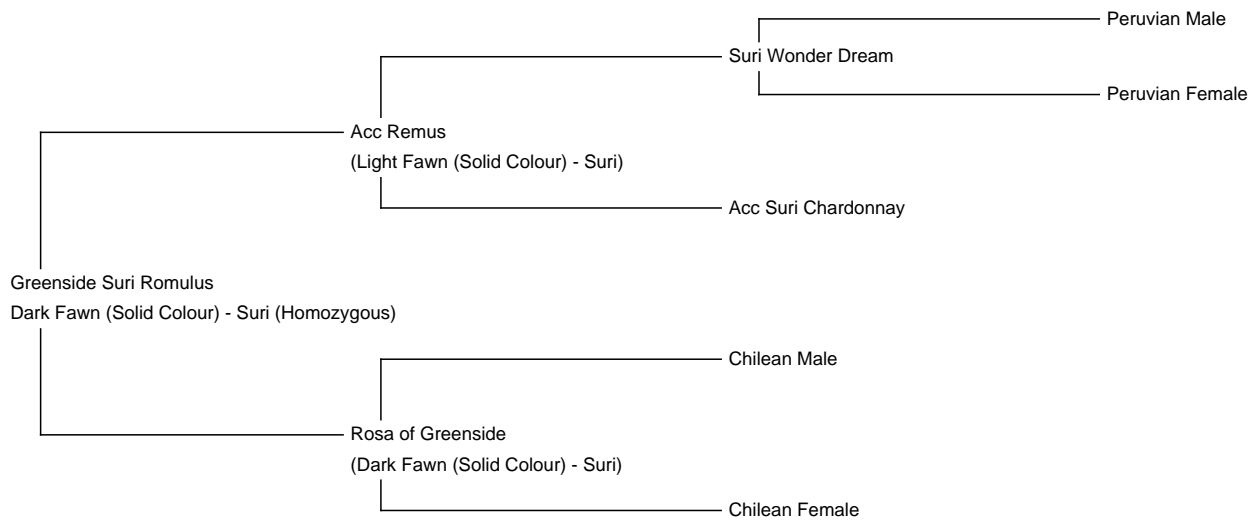 Peruvian Male
Suri Wonder Dream
Peruvian Female
Acc Remus
(Light Fawn (Solid Colour) - Suri)
Acc Suri Chardonnay
Greenside Suri Romulus
Dark Fawn (Solid Colour) - Suri (Homozygous)
Chilean Male
Rosa of Greenside
(Dark Fawn (Solid Colour) - Suri)
Chilean Female